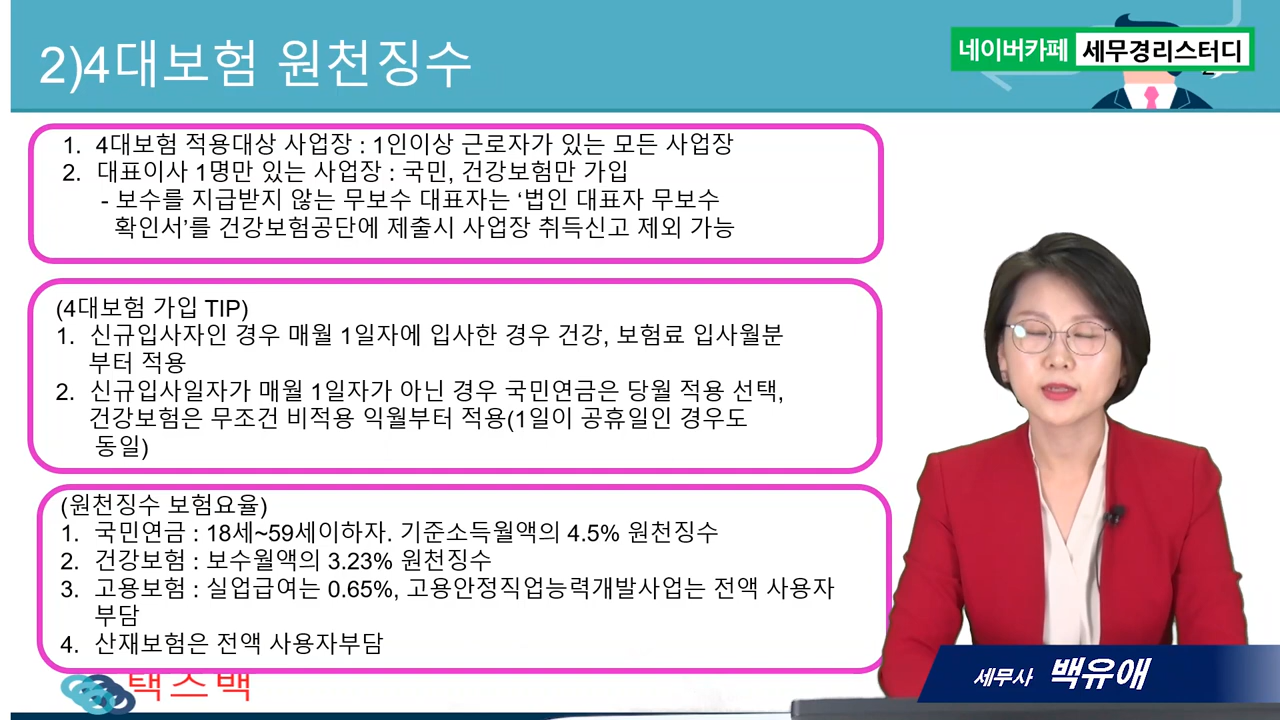 2)4대보험 원천징수
네이버카페 세무경리스터디
1. 4대보험 적용대상 사업장 : 1인이상 근로자가 있는 모든 사업장
2. 대표이사 1명만 있는 사업장 : 국민, 건강보험만 가입
- 보수를 지급받지 않는 무보수 대표자는 ‘법인 대표자 무보수
확인서’를 건강보험공단에 제출시 사업장 취득신고 제외 가능
(4대보험 가입 TIP)
1. 신규입사자인 경우 매월 1일자에 입사한 경우 건강, 보험료 입사월분
부터 적용
2. 신규입사일자가 매월 1일자가 아닌 경우 국민연금은 당월 적용 선택,
건강보험은 무조건 비적용 익월부터 적용(1일이 공휴일인 경우도
동일)
(원천징수 보험요율)
1. 국민연금 : 18세~59세이하자. 기준소득월액의 4.5% 원천징수
2. 건강보험 : 보수월액의 3.23% 원천징수
3. 고용보험 : 실업급여는 0.65%, 고용안정직업능력개발사업는 전액 사용자
부담
4. 산재보험은 전액 사용자부담
택스백
세무사 백유애